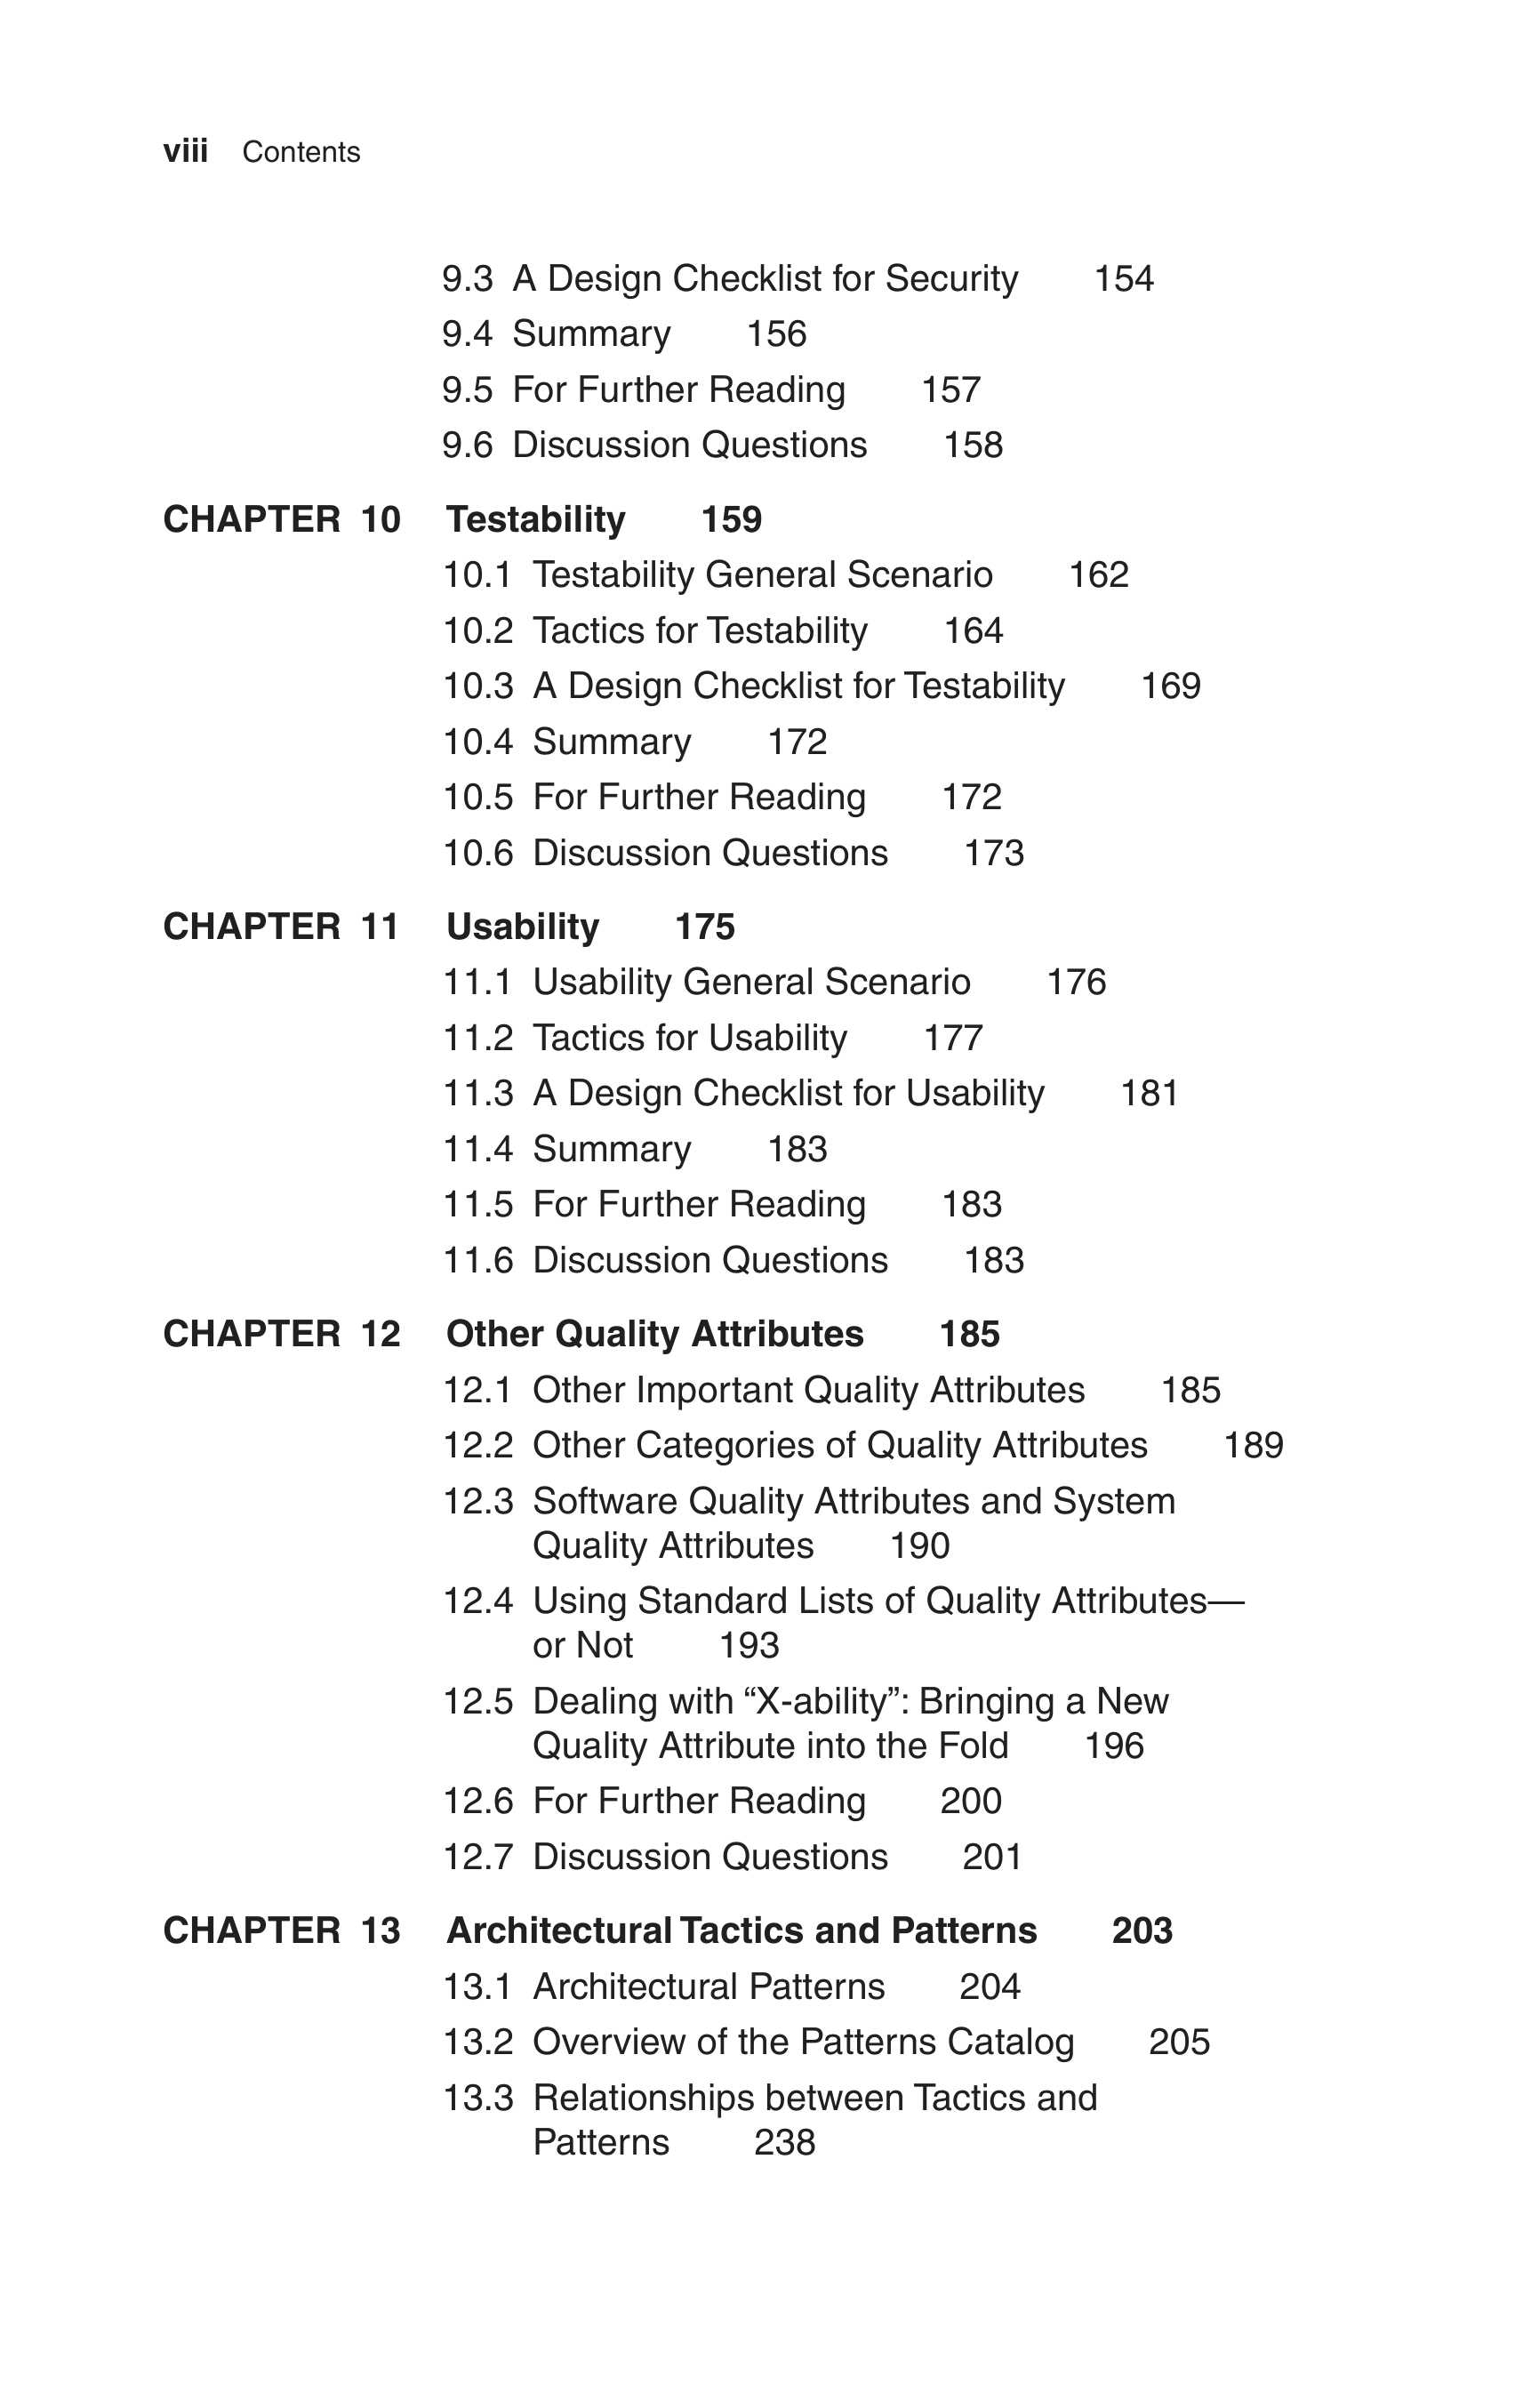 viii Contents
9.3 A Design Checklist for Security 154
9.4 Summary 156
9.5 For Further Reading 157
9.6 Discussion Questions 158
CHAPTER 10 Testability 159
10.1 Testability General Scenario 162
10.2 Tactics for Testability 164
10.3 A Design Checklist for Testability 169
10.4 Summary 172
10.5 For Further Reading 172
10.6 Discussion Questions 173
CHAPTER 11 Usability 175
11.1 Usability General Scenario 176
11.2 Tactics for Usability 177
11.3 A Design Checklist for Usability 181
11.4 Summary 183
11.5 For Further Reading 183
11.6 Discussion Questions 183
CHAPTER 12 Other Quality Attributes 185
12.1 Other Important Quality Attributes 185
12.2 Other Categories of Quality Attributes 189
12.3 Software Quality Attributes and System
Quality Attributes 190
12.4 Using Standard Lists of Quality Attributes—
or Not 193
12.5 Dealing with “X-ability”: Bringing a New
Quality Attribute into the Fold 196
12.6 For Further Reading 200
12.7 Discussion Questions 201
CHAPTER 13 Architectural Tactics and Patterns 203
13.1 Architectural Patterns 204
13.2 Overview of the Patterns Catalog 205
13.3 Relationships between Tactics and
Patterns 238